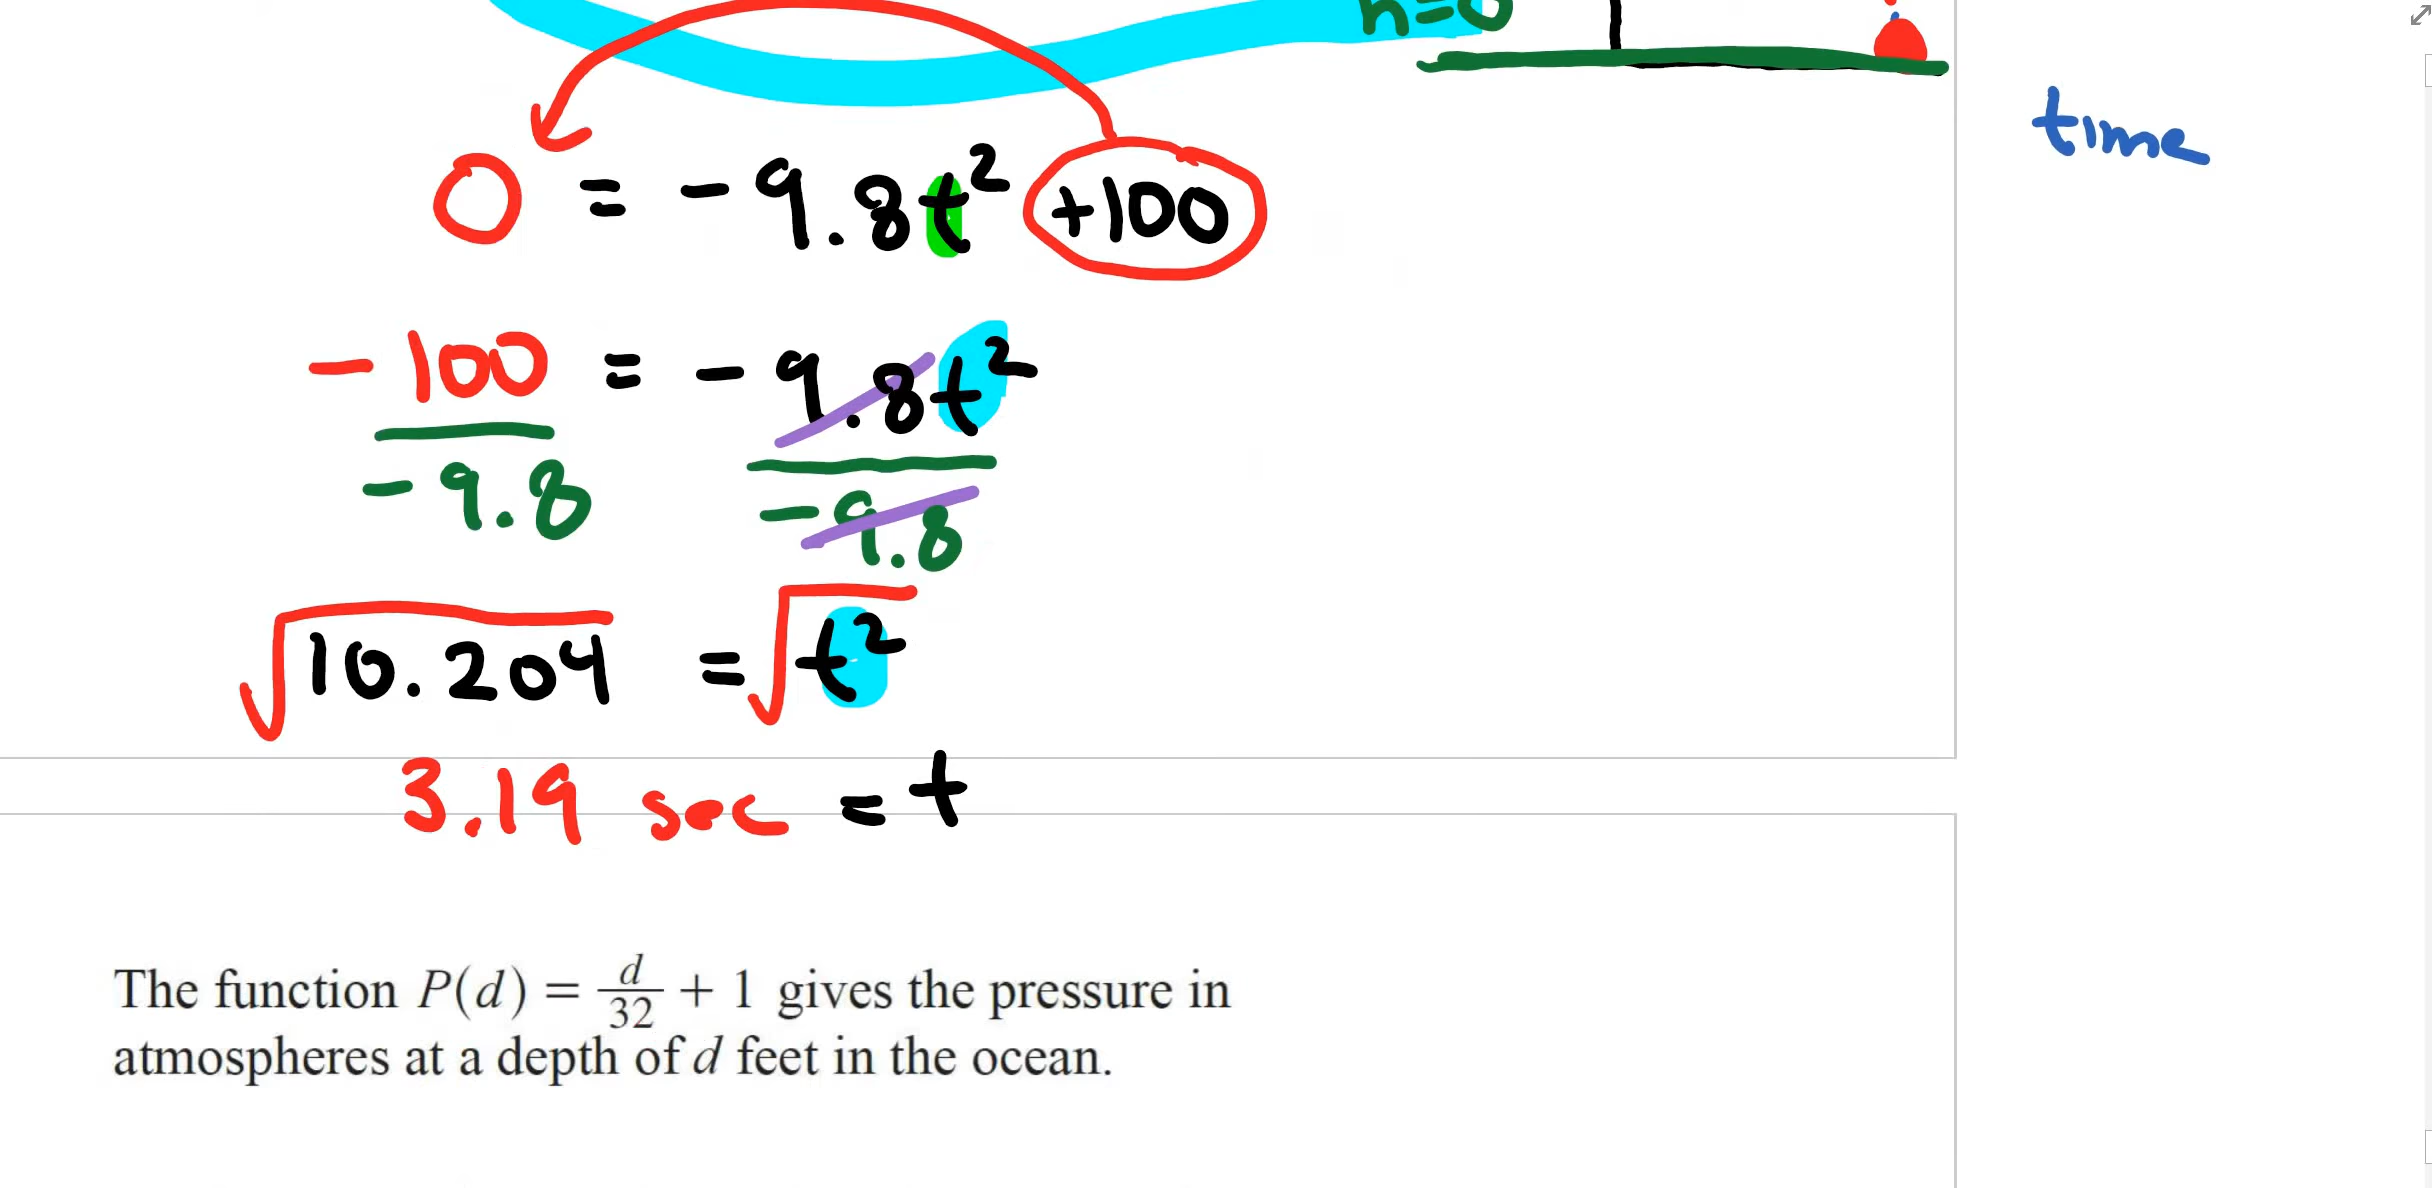 h=0
time
0 = -9.8t² +100
-100 = -9.8t²
-9.8 -9.8
√10.204 = √t²
3.19 sec = t
The function P(d) = d/32 + 1 gives the pressure in
atmospheres at a depth of d feet in the ocean.